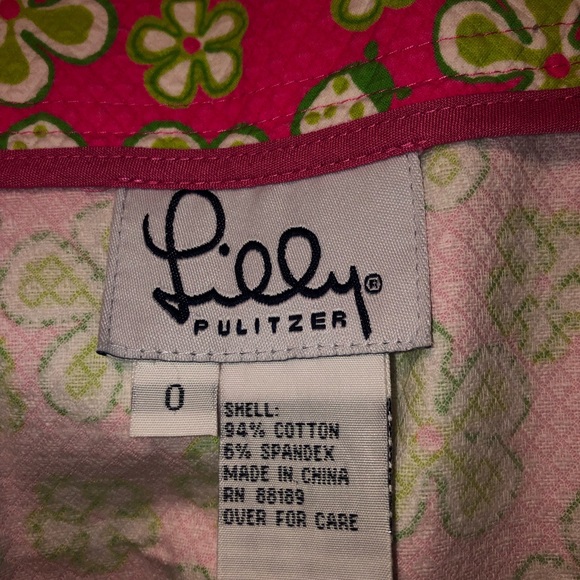 Lilly®
PULITZER
0
SHELL:
94% COTTON
6% SPANDEX
MADE IN CHINA
RN 88189
OVER FOR CARE